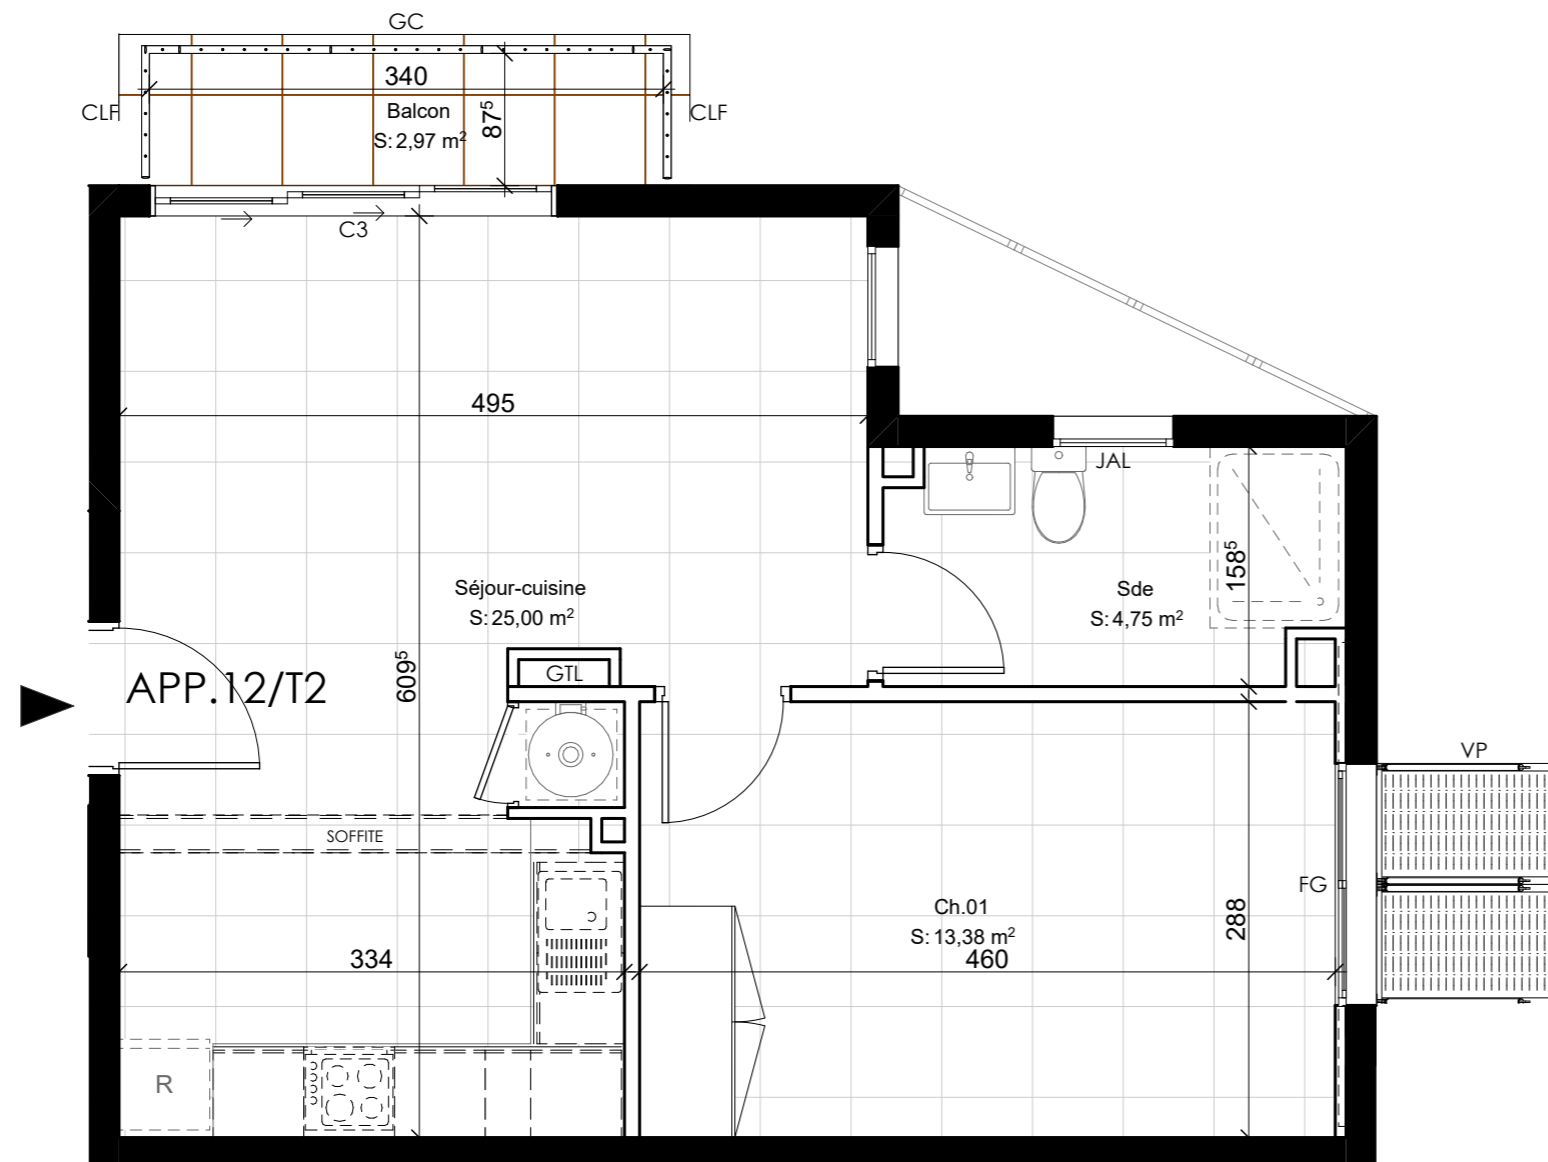 GC
340
CLF
Balcon
CLF
S: 2,97 m²
87⁵
C3
495
JAL
158⁵
Séjour-cuisine
S: 25,00 m²
Sde
S: 4,75 m²
GTL
APP.12/T2
609⁵
VP
SOFFITE
FG
Ch.01
S: 13,38 m²
288
334
460
R